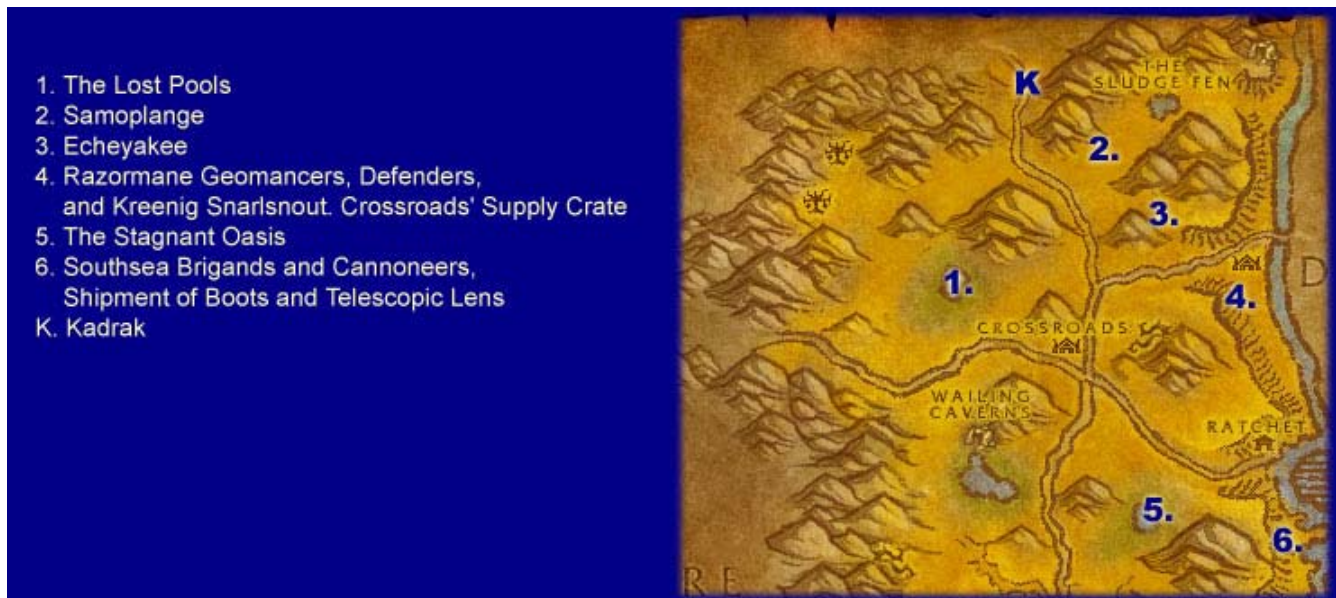 1. The Lost Pools
2. Samoplange
3. Echeyakee
4. Razormane Geomancers, Defenders,
and Kreenig Snarlsnout. Crossroads' Supply Crate
5. The Stagnant Oasis
6. Southsea Brigands and Cannoneers,
Shipment of Boots and Telescopic Lens
K. Kadrak
THE
SLUDGE FEN
K
2.
3.
D
4.
1.
CROSSROADS
WAILING
CAVERNS
RATCHET
5.
6.
RE